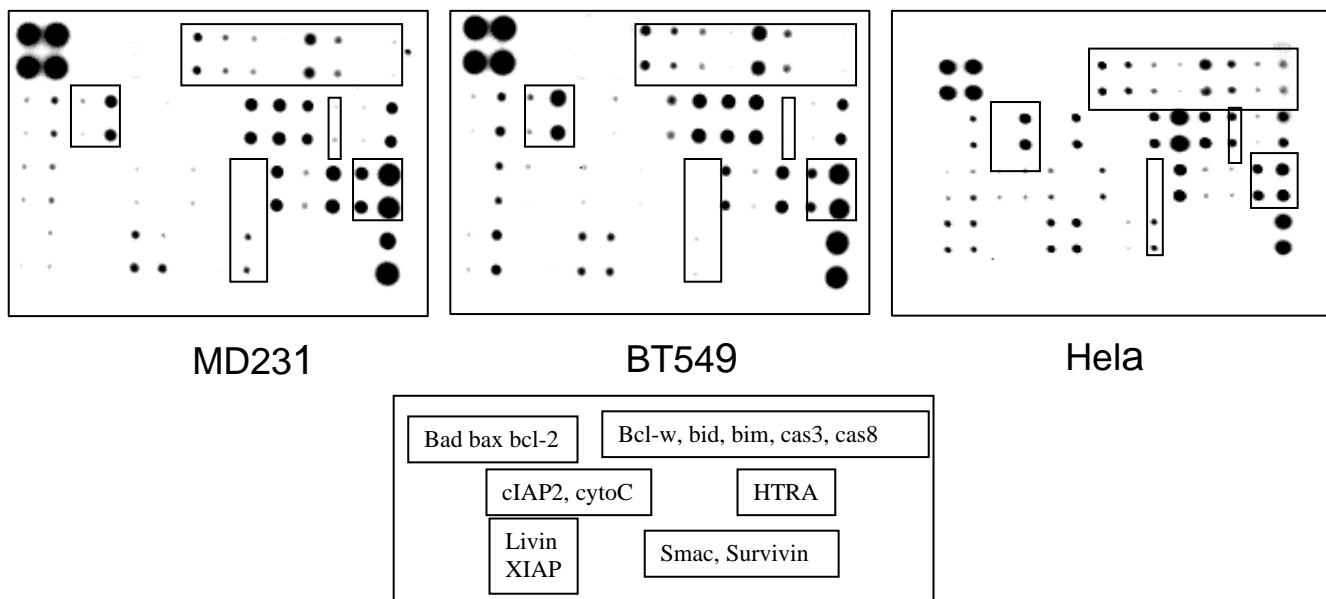 MD231
BT549
Hela
Bad bax bcl-2
Bcl-w, bid, bim, cas3, cas8
cIAP2, cytoC
HTRA
Livin
XIAP
Smac, Survivin